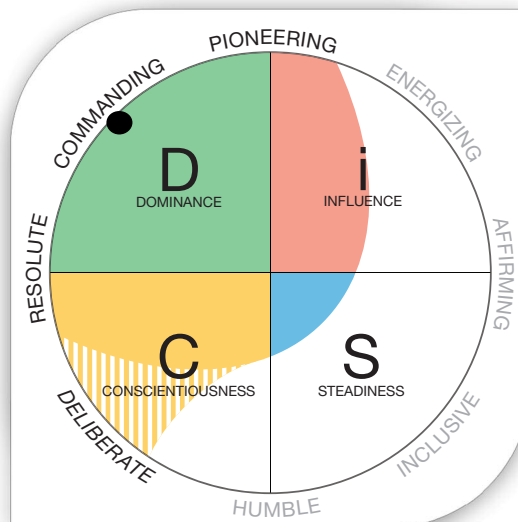 PIONEERING
COMMANDING
ENERGIZING
D
DOMINANCE
i
INFLUENCE
RESOLUTE
AFFIRMING
C
CONSCIENTIOUSNESS
S
STEADINESS
DELIBERATE
INCLUSIVE
HUMBLE